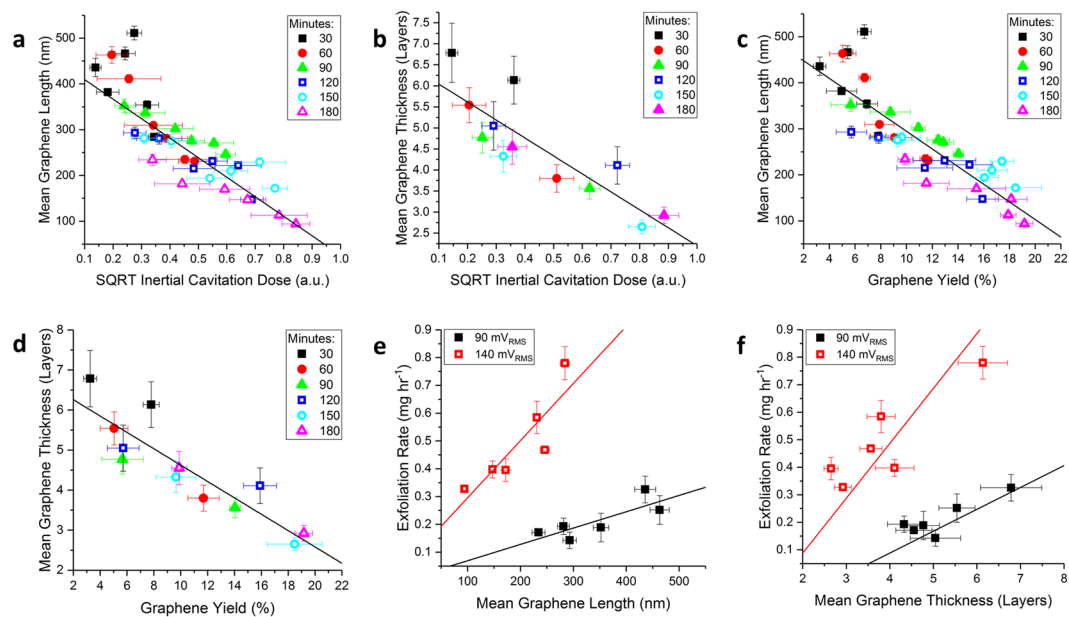 a
Mean Graphene Length (nm)
500
400
300
200
100
0.1 0.2 0.3 0.4 0.5 0.6 0.7 0.8 0.9 1.0
SQRT Inertial Cavitation Dose (a.u.)
Minutes:
30
60
90
120
150
180
b
Mean Graphene Thickness (Layers)
7.5
7.0
6.5
6.0
5.5
5.0
4.5
4.0
3.5
3.0
2.5
0.1 0.2 0.3 0.4 0.5 0.6 0.7 0.8 0.9 1.0
SQRT Inertial Cavitation Dose (a.u.)
Minutes:
30
60
90
120
150
180
c
Mean Graphene Length (nm)
500
400
300
200
100
2 4 6 8 10 12 14 16 18 20 22
Graphene Yield (%)
Minutes:
30
60
90
120
150
180
d
Mean Graphene Thickness (Layers)
8
7
6
5
4
3
2
2 4 6 8 10 12 14 16 18 20 22
Graphene Yield (%)
Minutes:
30
60
90
120
150
180
e
Exfoliation Rate (mg hr⁻¹)
0.9
0.8
0.7
0.6
0.5
0.4
0.3
0.2
0.1
100 200 300 400 500
Mean Graphene Length (nm)
90 mVRMS
140 mVRMS
f
Exfoliation Rate (mg hr⁻¹)
0.9
0.8
0.7
0.6
0.5
0.4
0.3
0.2
0.1
2 3 4 5 6 7 8
Mean Graphene Thickness (Layers)
90 mVRMS
140 mVRMS